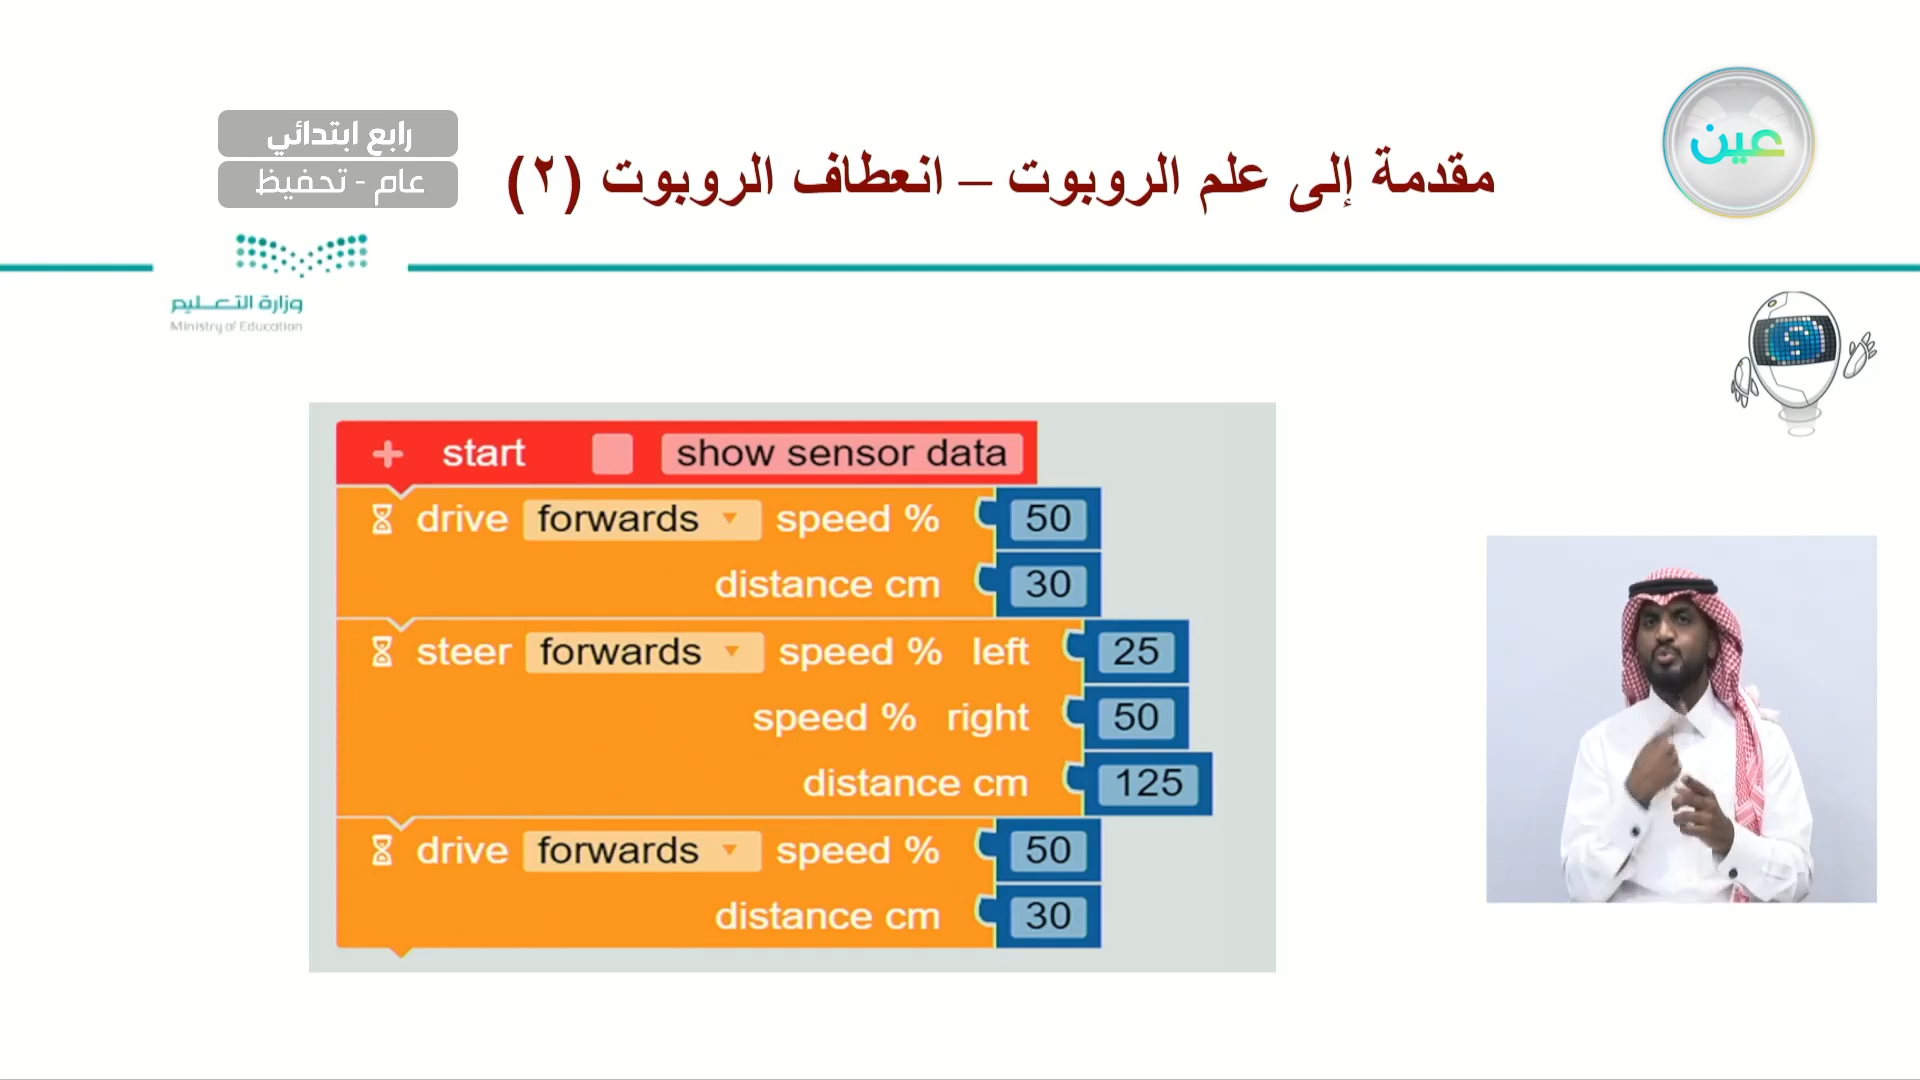 عين
رابع ابتدائي
عام - تحفيظ
مقدمة إلى علم الروبوت – انعطاف الروبوت (٢)
وزارة التعليم
Ministry of Education
+ start show sensor data
drive forwards speed % 50
distance cm 30
steer forwards speed % left 25
speed % right 50
distance cm 125
drive forwards speed % 50
distance cm 30